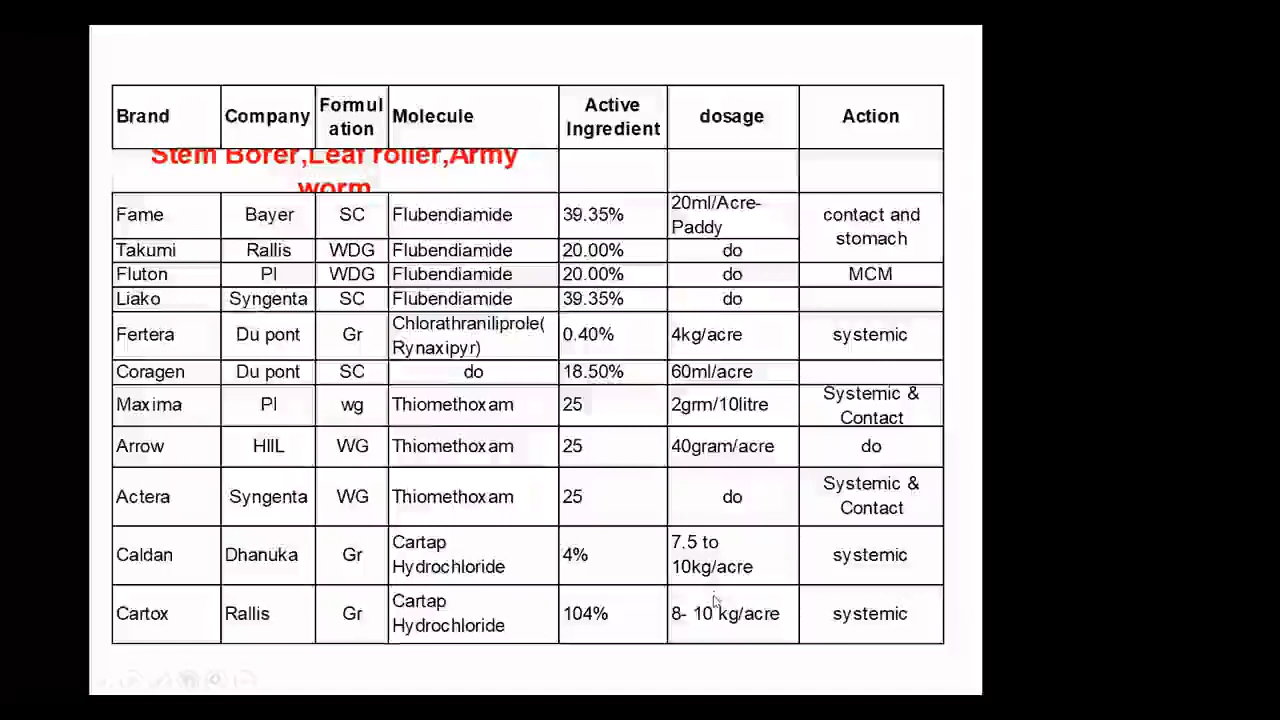 Brand Company Formul ation Molecule Active Ingredient dosage Action
Stem Borer,Leaf roller,Army
worm
Fame Bayer SC Flubendiamide 39.35% 20ml/Acre- Paddy contact and stomach
Takumi Rallis WDG Flubendiamide 20.00% do
Fluton PI WDG Flubendiamide 20.00% do MCM
Liako Syngenta SC Flubendiamide 39.35% do
Fertera Du pont Gr Chlorathraniliprole( Rynaxipyr) 0.40% 4kg/acre systemic
Coragen Du pont SC do 18.50% 60ml/acre
Maxima PI wg Thiomethoxam 25 2grm/10litre Systemic & Contact
Arrow HIIL WG Thiomethoxam 25 40gram/acre do
Actera Syngenta WG Thiomethoxam 25 do Systemic & Contact
Caldan Dhanuka Gr Cartap Hydrochloride 4% 7.5 to 10kg/acre systemic
Cartox Rallis Gr Cartap Hydrochloride 104% 8- 10 kg/acre systemic